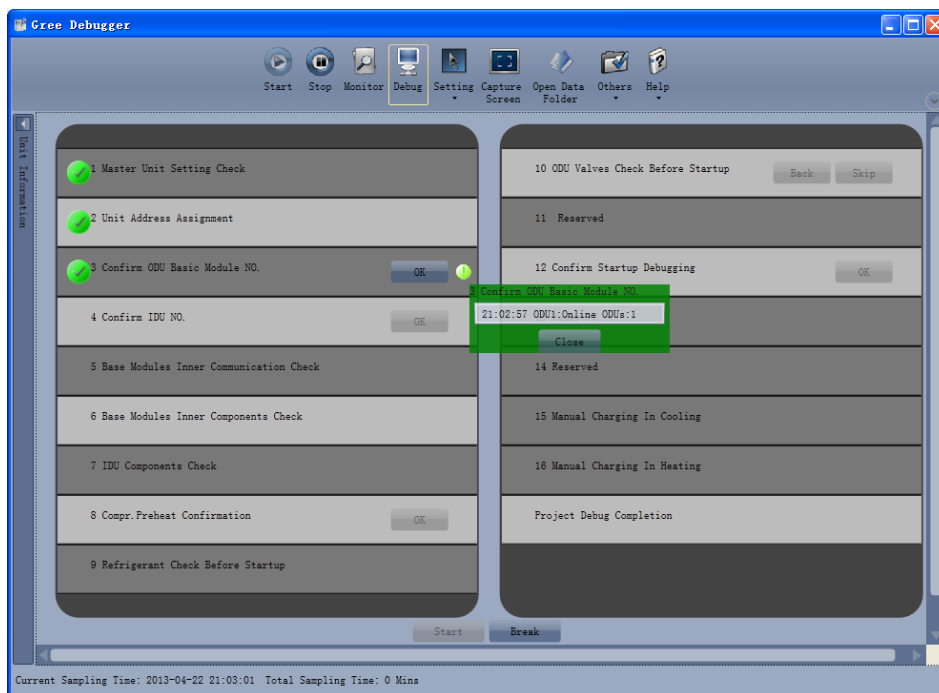 Gree Debugger
Start Stop Monitor Debug Setting Capture Screen Open Data Folder Others Help
Unit Information
1 Master Unit Setting Check
2 Unit Address Assignment
3 Confirm ODU Basic Module NO. OK
4 Confirm IDU NO. OK
5 Base Modules Inner Communication Check
6 Base Modules Inner Components Check
7 IDU Components Check
8 Compr.Preheat Confirmation OK
9 Refrigerant Check Before Startup
10 ODU Valves Check Before Startup Back Skip
11 Reserved
12 Confirm Startup Debugging OK
3 Confirm ODU Basic Module NO.
21:02:57 ODU1:Online ODUs:1
Close
14 Reserved
15 Manual Charging In Cooling
16 Manual Charging In Heating
Project Debug Completion
Start Break
Current Sampling Time: 2013-04-22 21:03:01 Total Sampling Time: 0 Mins